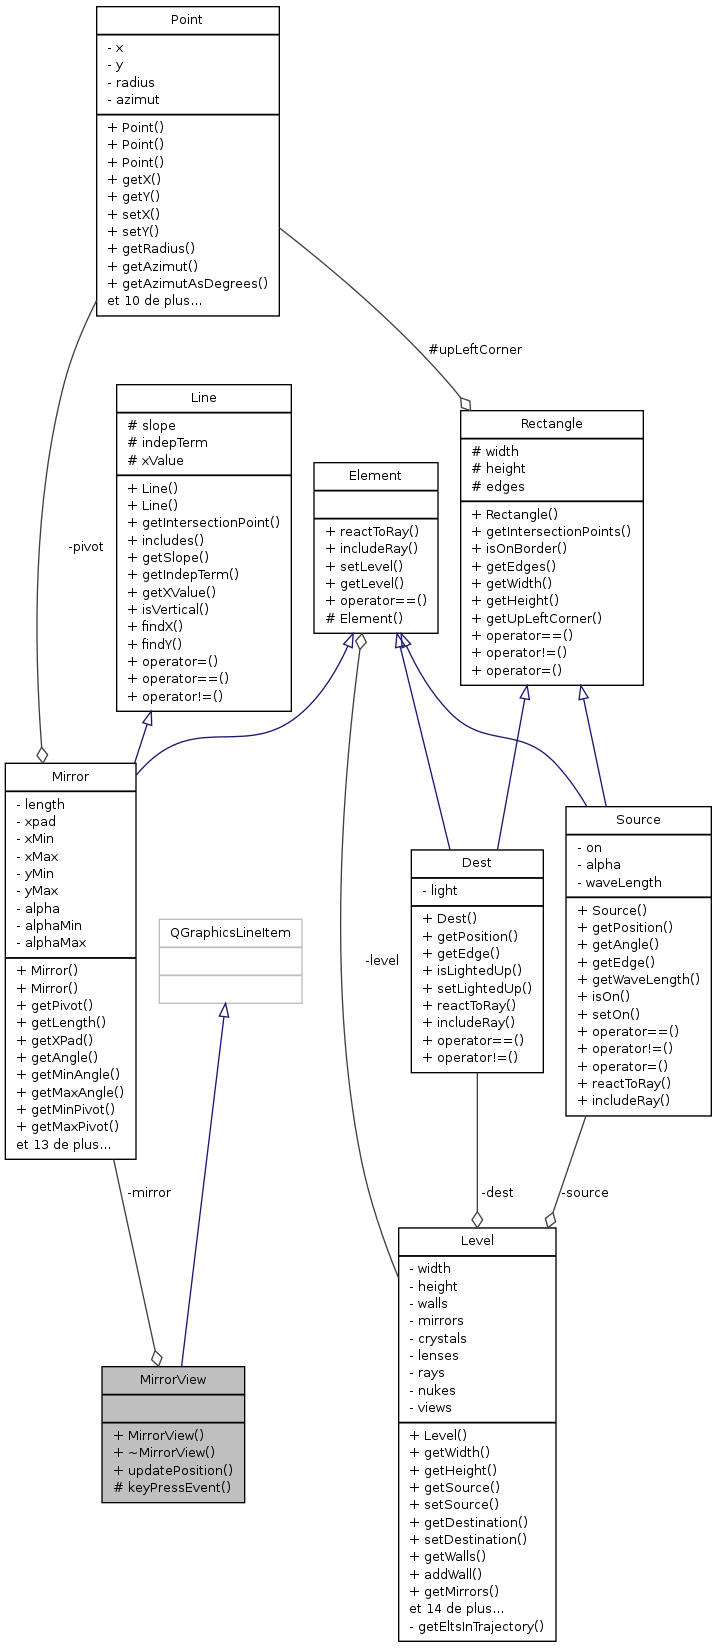 Point
- x
- y
- radius
- azimut
+ Point()
+ Point()
+ Point()
+ getX()
+ getY()
+ setX()
+ setY()
+ getRadius()
+ getAzimut()
+ getAzimutAsDegrees()
et 10 de plus...
#upLeftCorner
-pivot
Line
# slope
# indepTerm
# xValue
+ Line()
+ Line()
+ getIntersectionPoint()
+ includes()
+ getSlope()
+ getIndepTerm()
+ getXValue()
+ isVertical()
+ findX()
+ findY()
+ operator=()
+ operator==()
+ operator!=()
Element
+ reactToRay()
+ includeRay()
+ setLevel()
+ getLevel()
+ operator==()
# Element()
Rectangle
# width
# height
# edges
+ Rectangle()
+ getIntersectionPoints()
+ isOnBorder()
+ getEdges()
+ getWidth()
+ getHeight()
+ getUpLeftCorner()
+ operator==()
+ operator!=()
+ operator=()
Mirror
- length
- xpad
- xMin
- xMax
- yMin
- yMax
- alpha
- alphaMin
- alphaMax
+ Mirror()
+ Mirror()
+ getPivot()
+ getLength()
+ getXPad()
+ getAngle()
+ getMinAngle()
+ getMaxAngle()
+ getMinPivot()
+ getMaxPivot()
et 13 de plus...
QGraphicsLineItem
-level
Dest
- light
+ Dest()
+ getPosition()
+ getEdge()
+ isLightedUp()
+ setLightedUp()
+ reactToRay()
+ includeRay()
+ operator==()
+ operator!=()
Source
- on
- alpha
- waveLength
+ Source()
+ getPosition()
+ getAngle()
+ getEdge()
+ getWaveLength()
+ isOn()
+ setOn()
+ operator==()
+ operator!=()
+ operator=()
+ reactToRay()
+ includeRay()
-mirror
-dest
-source
MirrorView
+ MirrorView()
+ ~MirrorView()
+ updatePosition()
# keyPressEvent()
Level
- width
- height
- walls
- mirrors
- crystals
- lenses
- rays
- nukes
- views
+ Level()
+ getWidth()
+ getHeight()
+ getSource()
+ setSource()
+ getDestination()
+ setDestination()
+ getWalls()
+ addWall()
+ getMirrors()
et 14 de plus...
- getEltsInTrajectory()